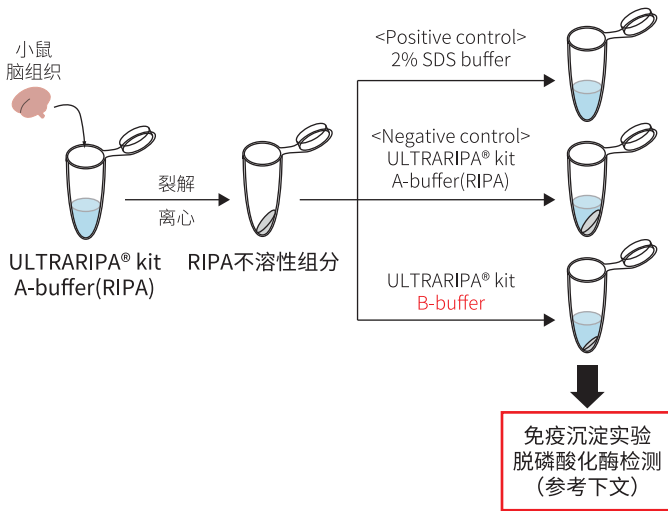 小鼠
脑组织
ULTRARIPA® kit
A-buffer(RIPA)
裂解
离心
RIPA不溶性组分
<Positive control>
2% SDS buffer
<Negative control>
ULTRARIPA® kit
A-buffer(RIPA)
ULTRARIPA® kit
B-buffer
免疫沉淀实验
脱磷酸化酶检测
（参考下文）